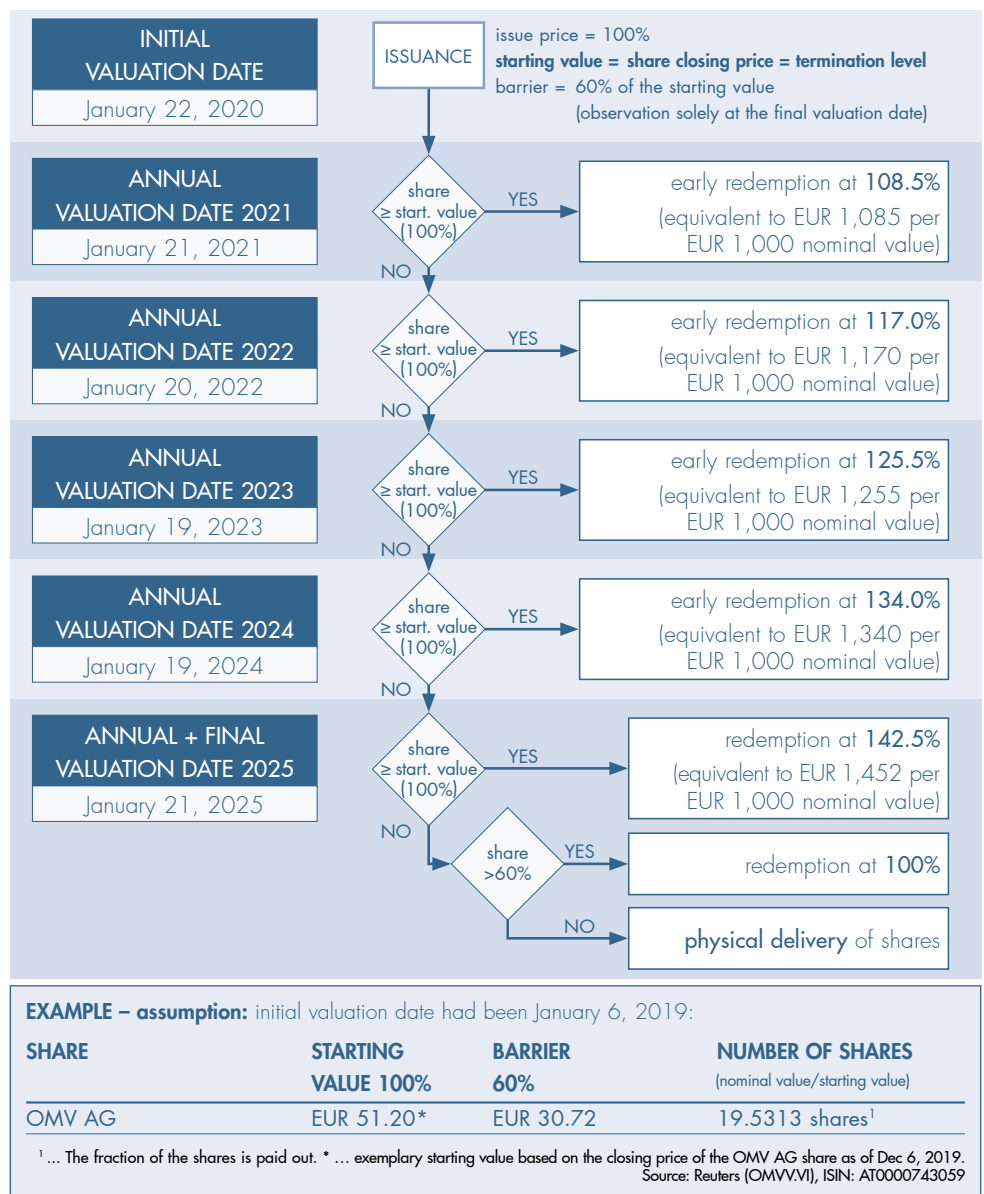 INITIAL
VALUATION DATE
January 22, 2020
ISSUANCE
issue price = 100%
starting value = share closing price = termination level
barrier = 60% of the starting value
(observation solely at the final valuation date)
ANNUAL
VALUATION DATE 2021
January 21, 2021
share
≥ start. value
(100%)
YES
early redemption at 108.5%
(equivalent to EUR 1,085 per
EUR 1,000 nominal value)
NO
ANNUAL
VALUATION DATE 2022
January 20, 2022
share
≥ start. value
(100%)
YES
early redemption at 117.0%
(equivalent to EUR 1,170 per
EUR 1,000 nominal value)
NO
ANNUAL
VALUATION DATE 2023
January 19, 2023
share
≥ start. value
(100%)
YES
early redemption at 125.5%
(equivalent to EUR 1,255 per
EUR 1,000 nominal value)
NO
ANNUAL
VALUATION DATE 2024
January 19, 2024
share
≥ start. value
(100%)
YES
early redemption at 134.0%
(equivalent to EUR 1,340 per
EUR 1,000 nominal value)
NO
ANNUAL + FINAL
VALUATION DATE 2025
January 21, 2025
share
≥ start. value
(100%)
YES
redemption at 142.5%
(equivalent to EUR 1,452 per
EUR 1,000 nominal value)
NO
share
>60%
YES
redemption at 100%
NO
physical delivery of shares
EXAMPLE – assumption: initial valuation date had been January 6, 2019:
SHARE STARTING BARRIER NUMBER OF SHARES
VALUE 100% 60% (nominal value/starting value)
OMV AG EUR 51.20* EUR 30.72 19.5313 shares¹
¹ ... The fraction of the shares is paid out. * ... exemplary starting value based on the closing price of the OMV AG share as of Dec 6, 2019.
Source: Reuters (OMVV.VI), ISIN: AT0000743059